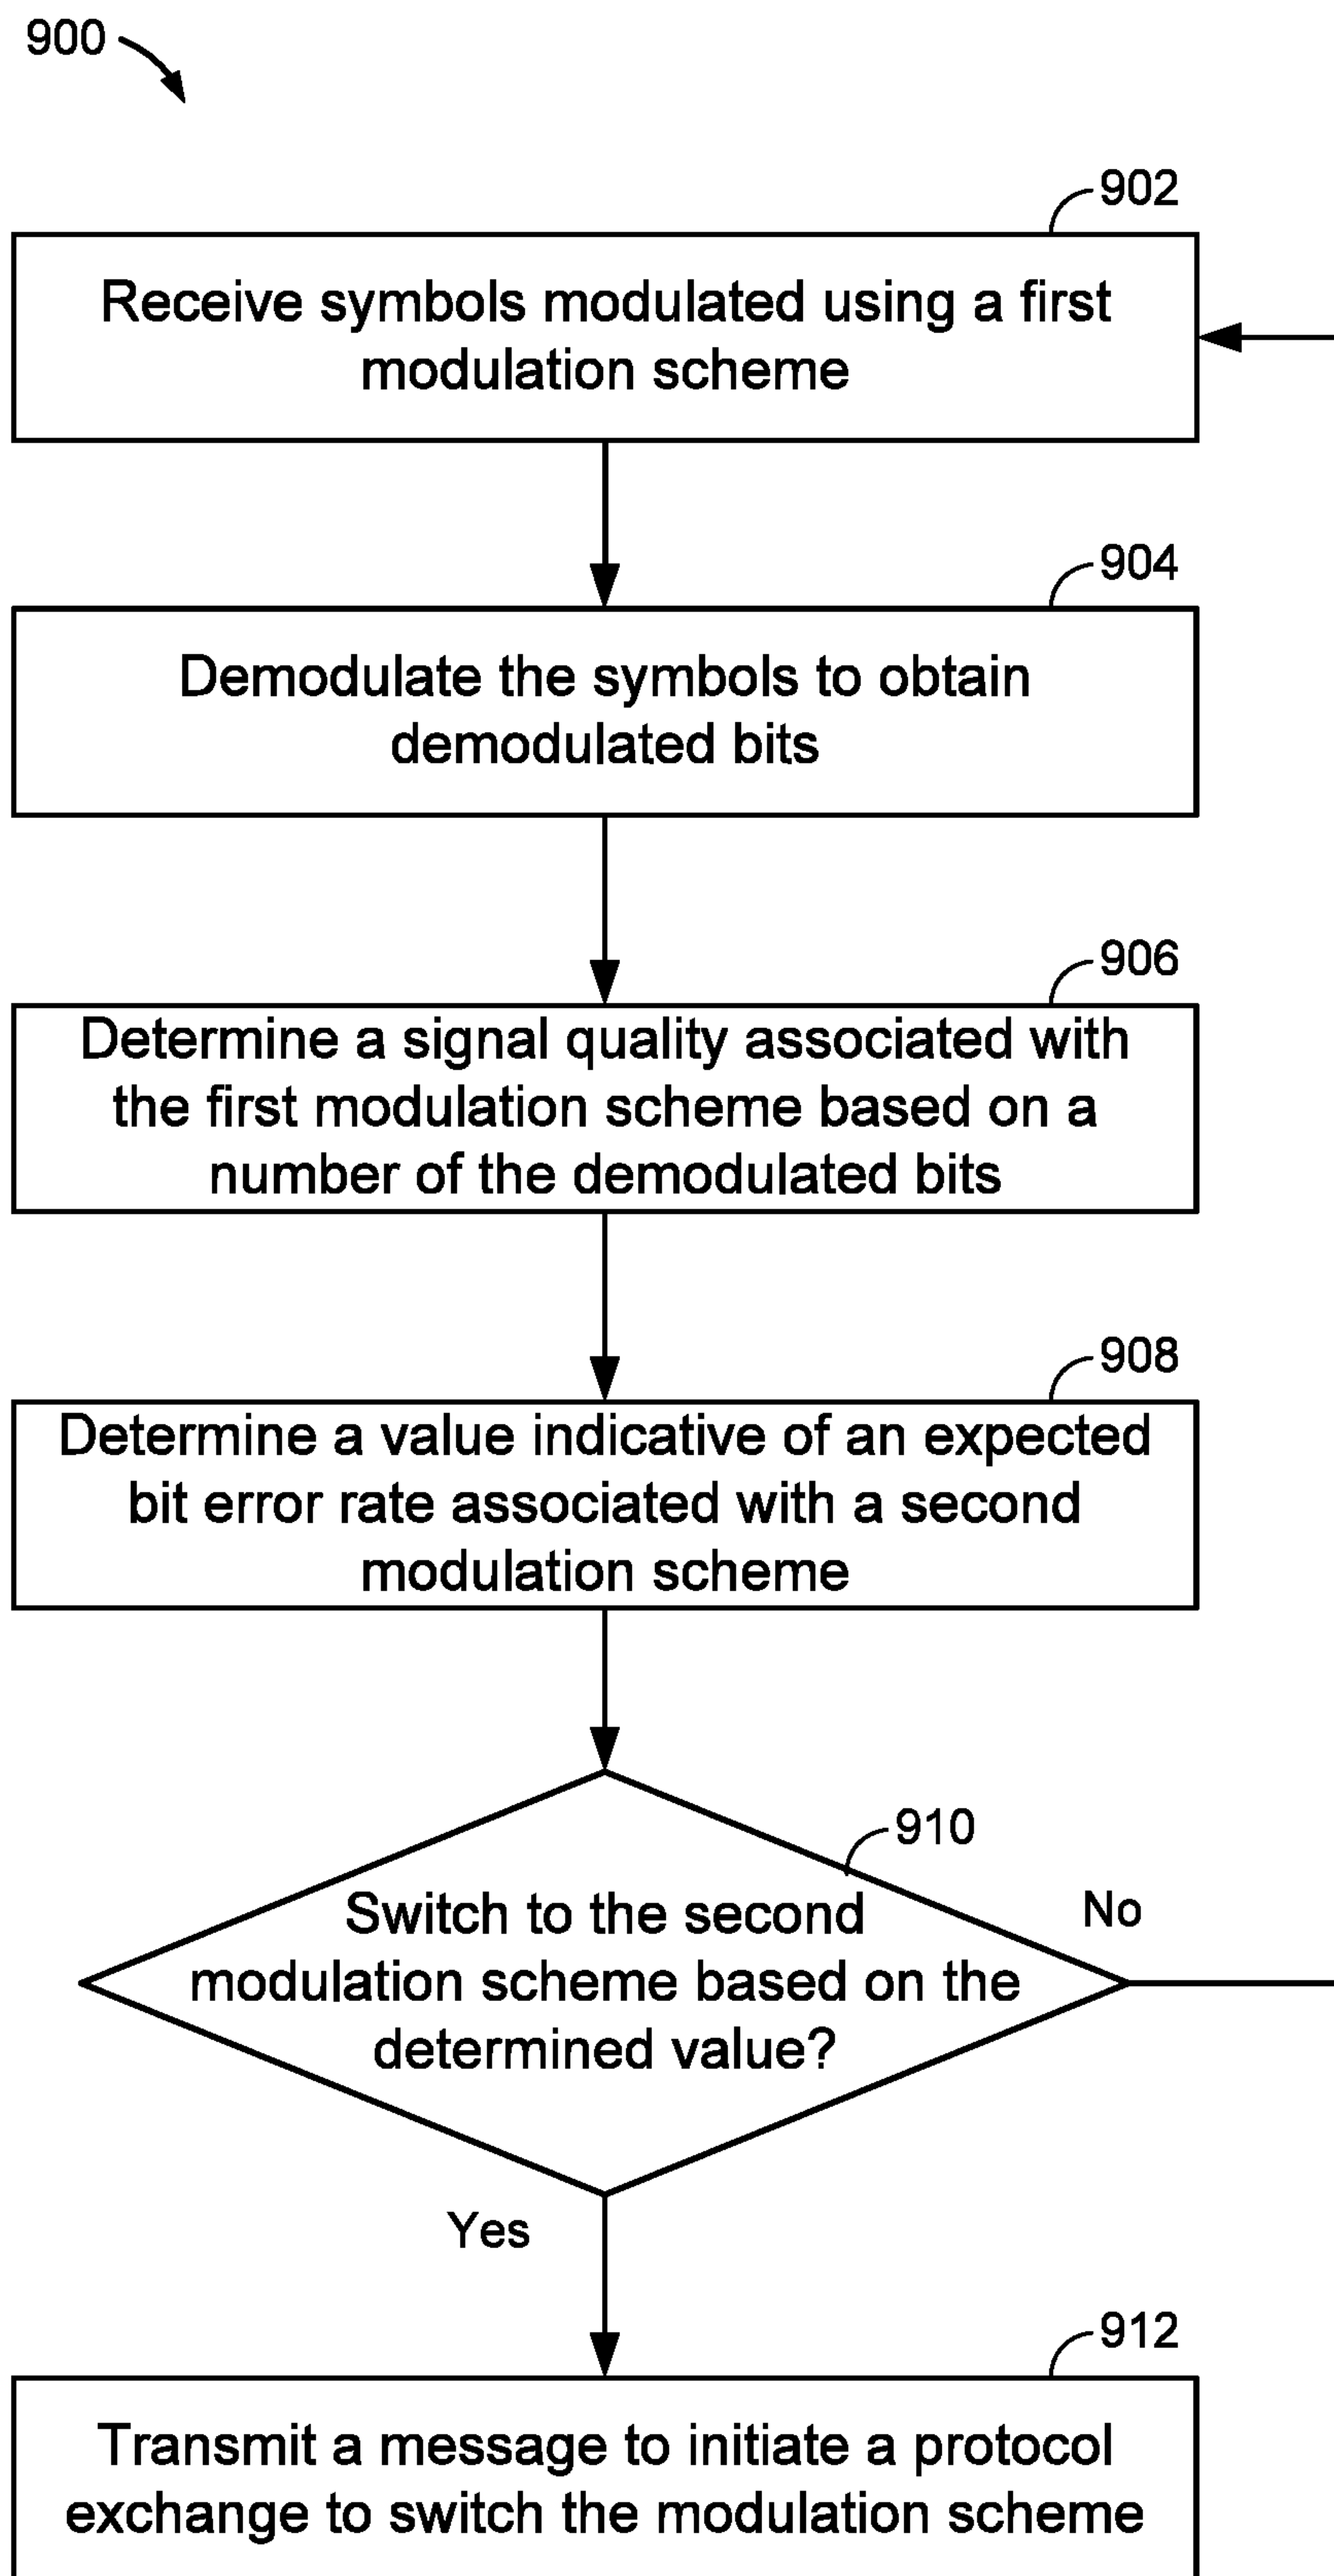 900
902
Receive symbols modulated using a first
modulation scheme
904
Demodulate the symbols to obtain
demodulated bits
906
Determine a signal quality associated with
the first modulation scheme based on a
number of the demodulated bits
908
Determine a value indicative of an expected
bit error rate associated with a second
modulation scheme
910
Switch to the second
modulation scheme based on the
determined value?
No
Yes
912
Transmit a message to initiate a protocol
exchange to switch the modulation scheme